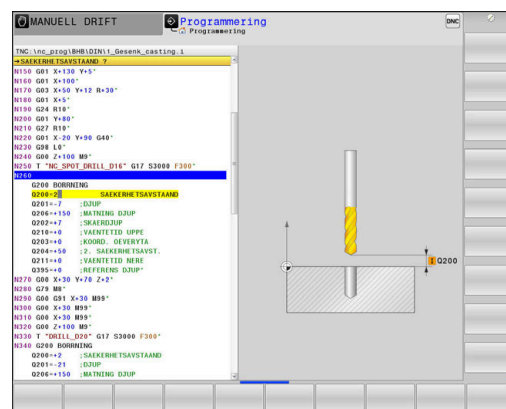 MANUELL DRIFT
Programmering
Programmering
DNC
TNC:\nc_prog\BHB\DIN\1_Gesenk_casting.i
→SAEKERHETSAVSTAAND ?
N150 G01 X+130 Y+5*
N160 G01 X+100*
N170 G03 X+50 Y+12 R+30*
N180 G01 X+5*
N190 G24 R10*
N200 G01 Y+80*
N210 G27 R10*
N220 G01 X-20 Y+90 G40*
N230 G98 L0*
N240 G00 Z+100 M9*
N250 T "NC_SPOT_DRILL_D16" G17 S3000 F300*
N260
G200 BORRNING
Q200=2 SAEKERHETSAVSTAAND
Q201=-7 ;DJUP
Q206=+150 ;MATNING DJUP
Q202=+7 ;SKAERDJUP
Q210=+0 ;VAENTETID UPPE
Q203=+0 ;KOORD. OEVERYTA
Q204=+50 ;2. SAEKERHETSAVST.
Q211=+0 ;VAENTETID NERE
Q395=+0 ;REFERENS DJUP*
N270 G00 X+30 Y+70 Z+2*
N280 G79 M8*
N290 G00 G91 X+30 M99*
N300 G00 X+30 M99*
N310 G00 X+30 M99*
N320 G00 Z+100 M9*
N330 T "DRILL_D8" G17 S3000 F300*
N340 G200 BORRNING
Q200=+2 ;SAEKERHETSAVSTAAND
Q201=-21 ;DJUP
Q206=+150 ;MATNING DJUP
I Q200